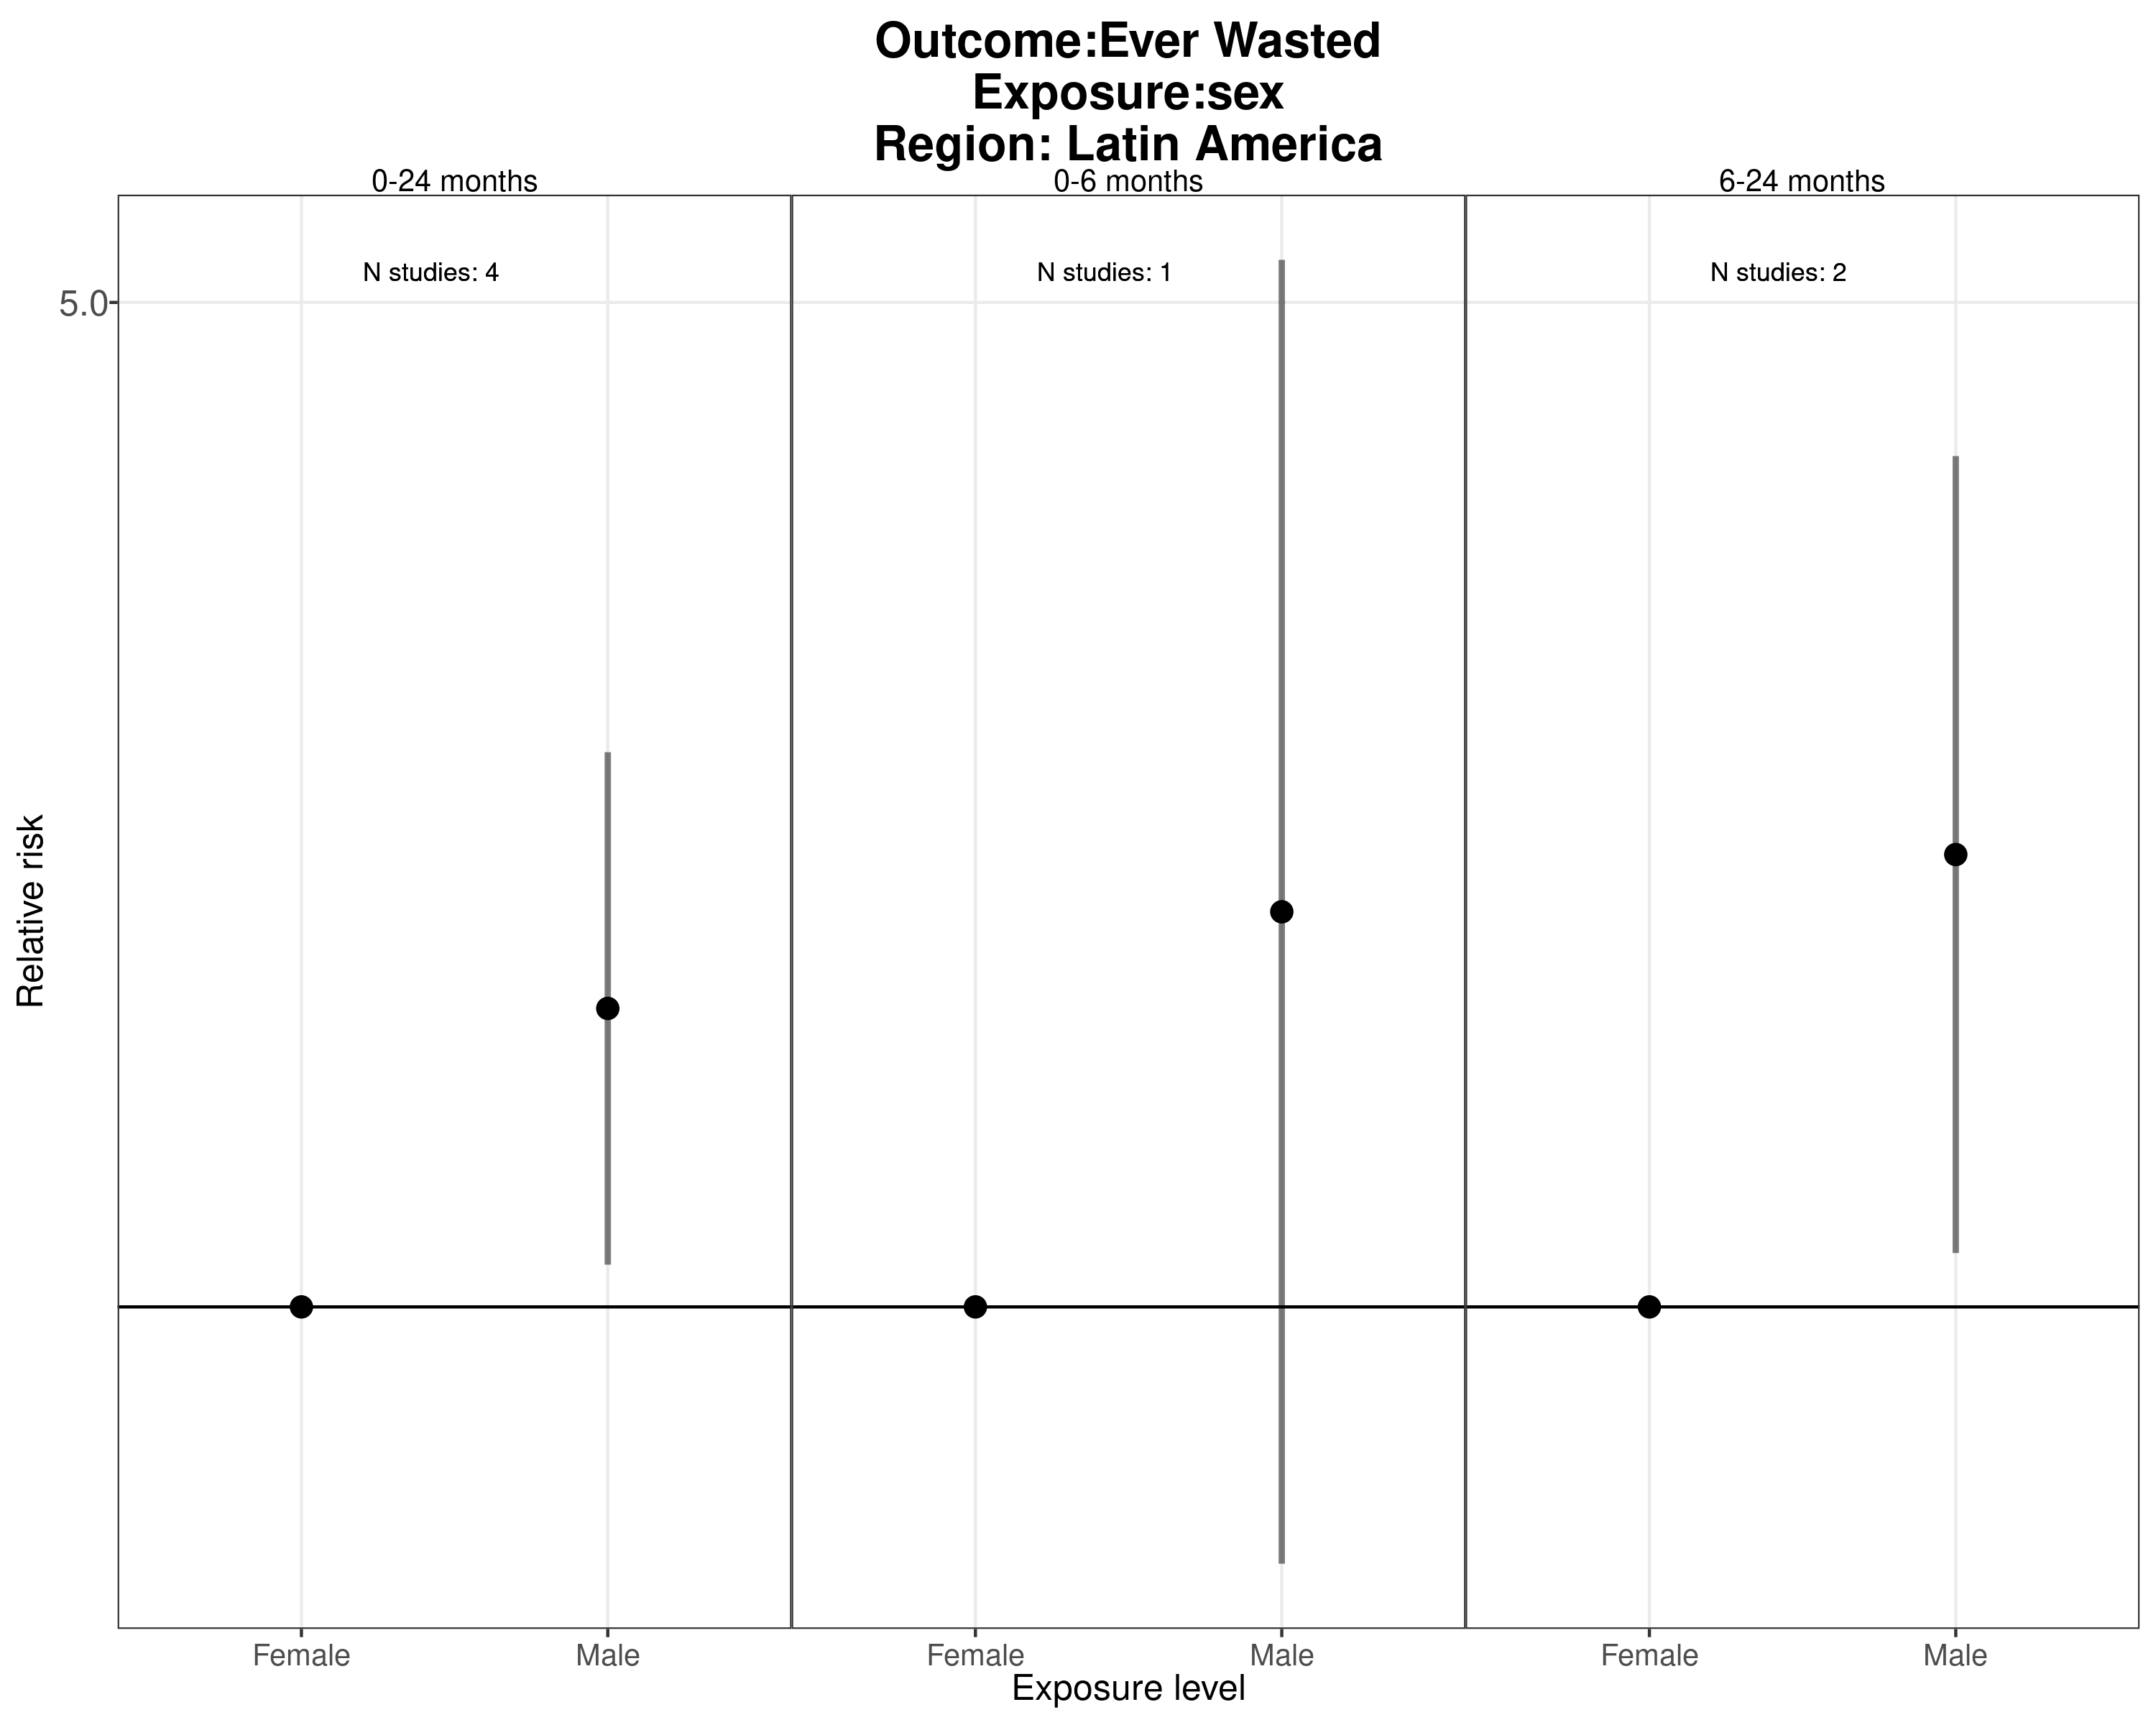 Outcome:Ever Wasted
Exposure:sex
Region: Latin America
0-24 months
0-6 months
6-24 months
N studies: 4
N studies: 1
N studies: 2
5.0
Relative risk
Female
Male
Female
Male
Female
Male
Exposure level